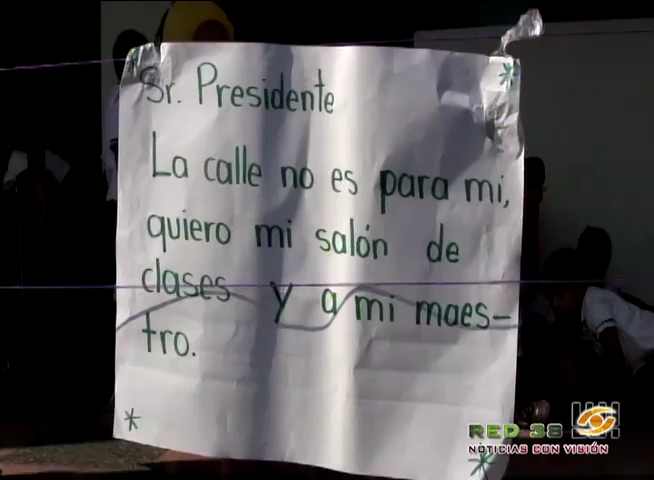 Sr. Presidente
La calle no es para mi,
quiero mi salón de
clases y a mi maes-
tro.
RED 38
NOTICIAS CON VISIÓN